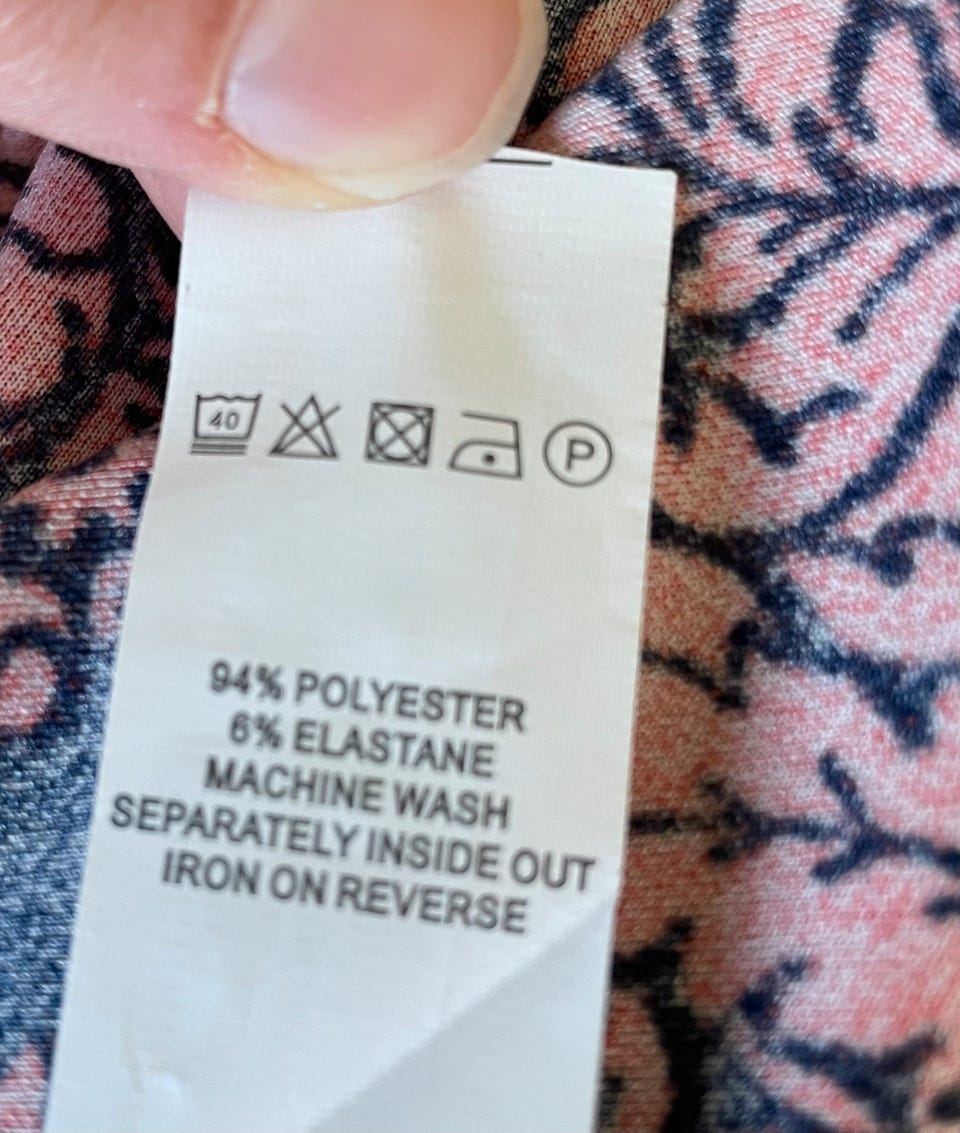 40 P
94% POLYESTER
6% ELASTANE
MACHINE WASH
SEPARATELY INSIDE OUT
IRON ON REVERSE